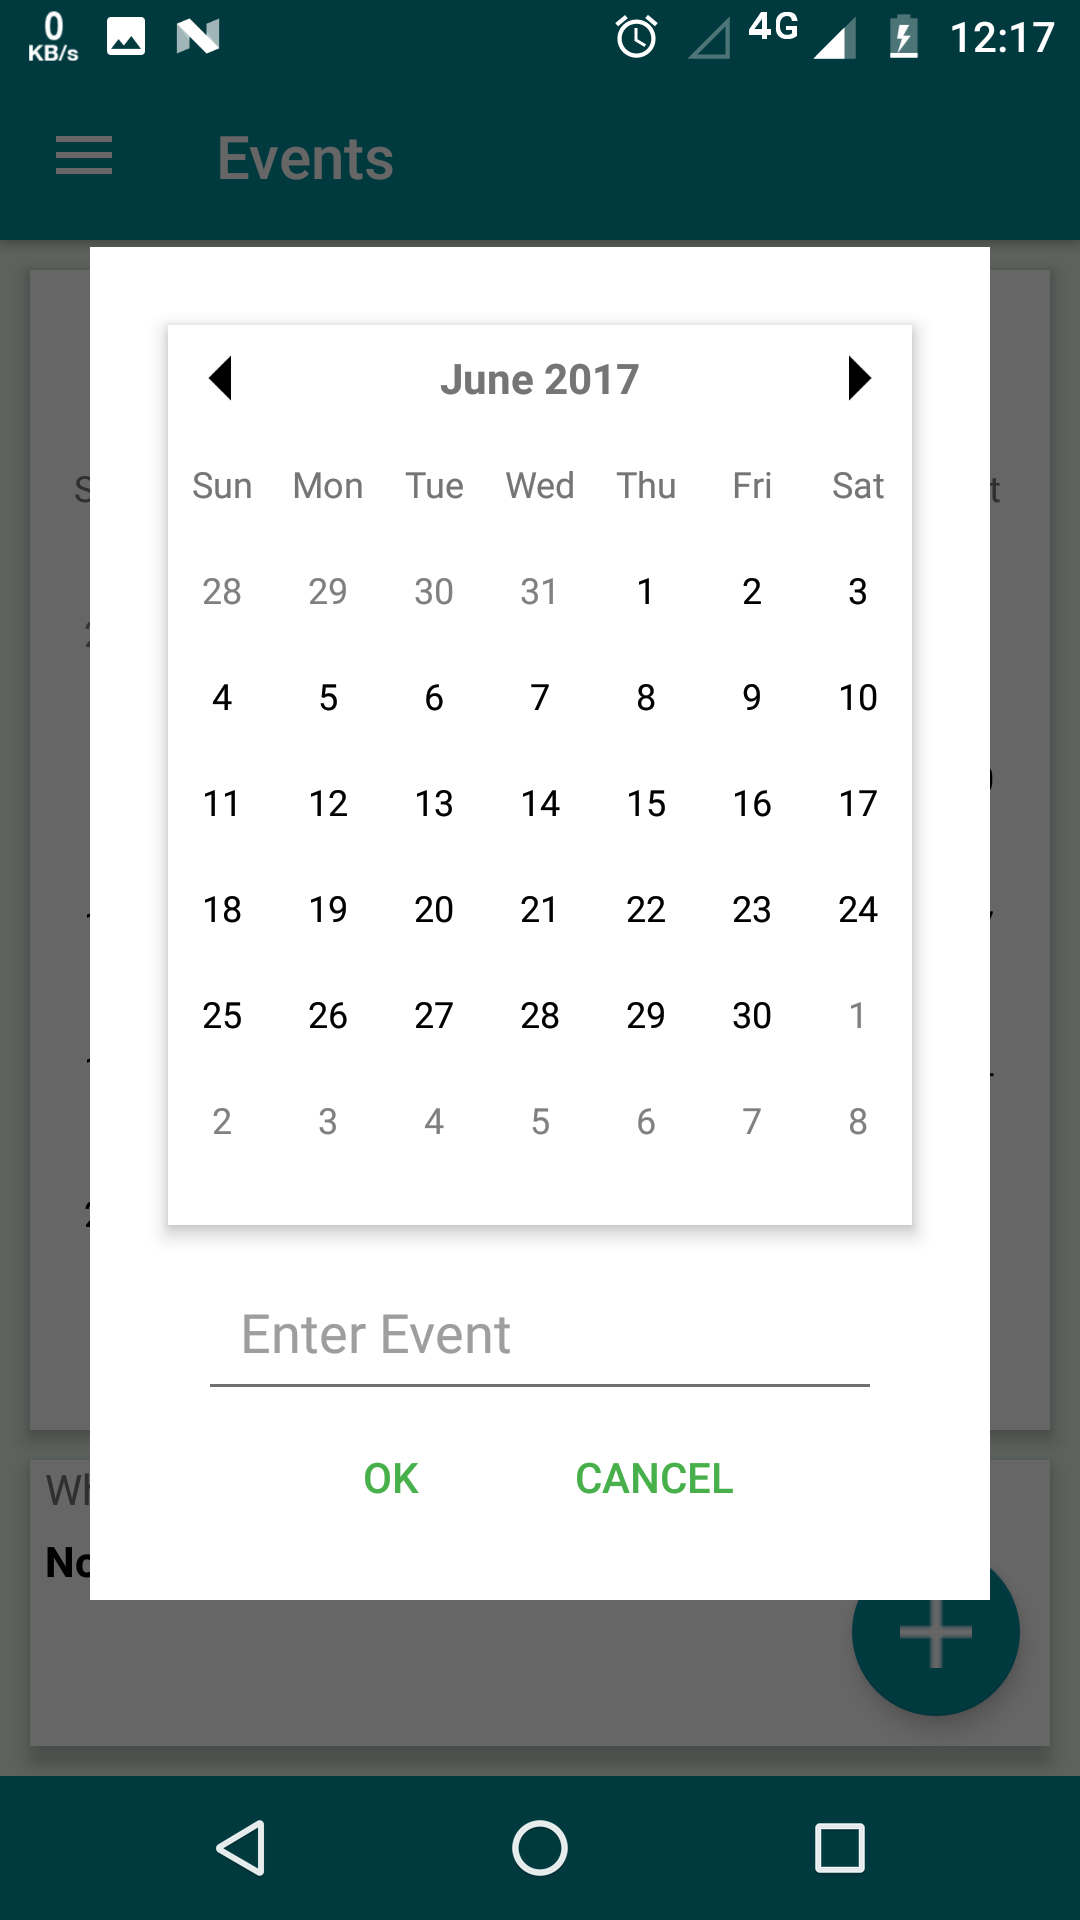 0
KB/s
4G
12:17
Events
June 2017
Sun Mon Tue Wed Thu Fri Sat
28 29 30 31 1 2 3
4 5 6 7 8 9 10
11 12 13 14 15 16 17
18 19 20 21 22 23 24
25 26 27 28 29 30 1
2 3 4 5 6 7 8
Enter Event
OK CANCEL